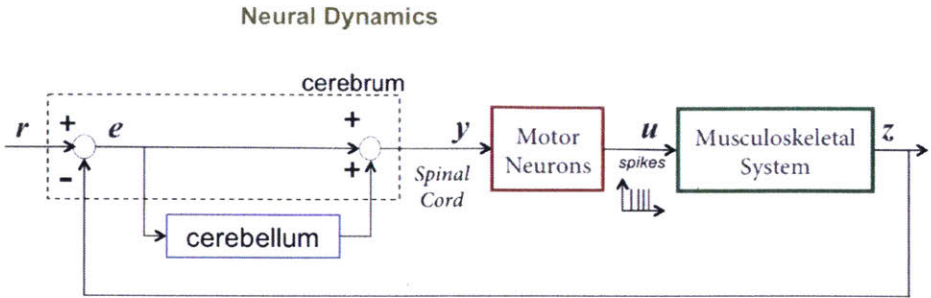 Neural Dynamics
cerebrum
r + e + y Motor Neurons u Musculoskeletal System z
- + Spinal Cord spikes
cerebellum